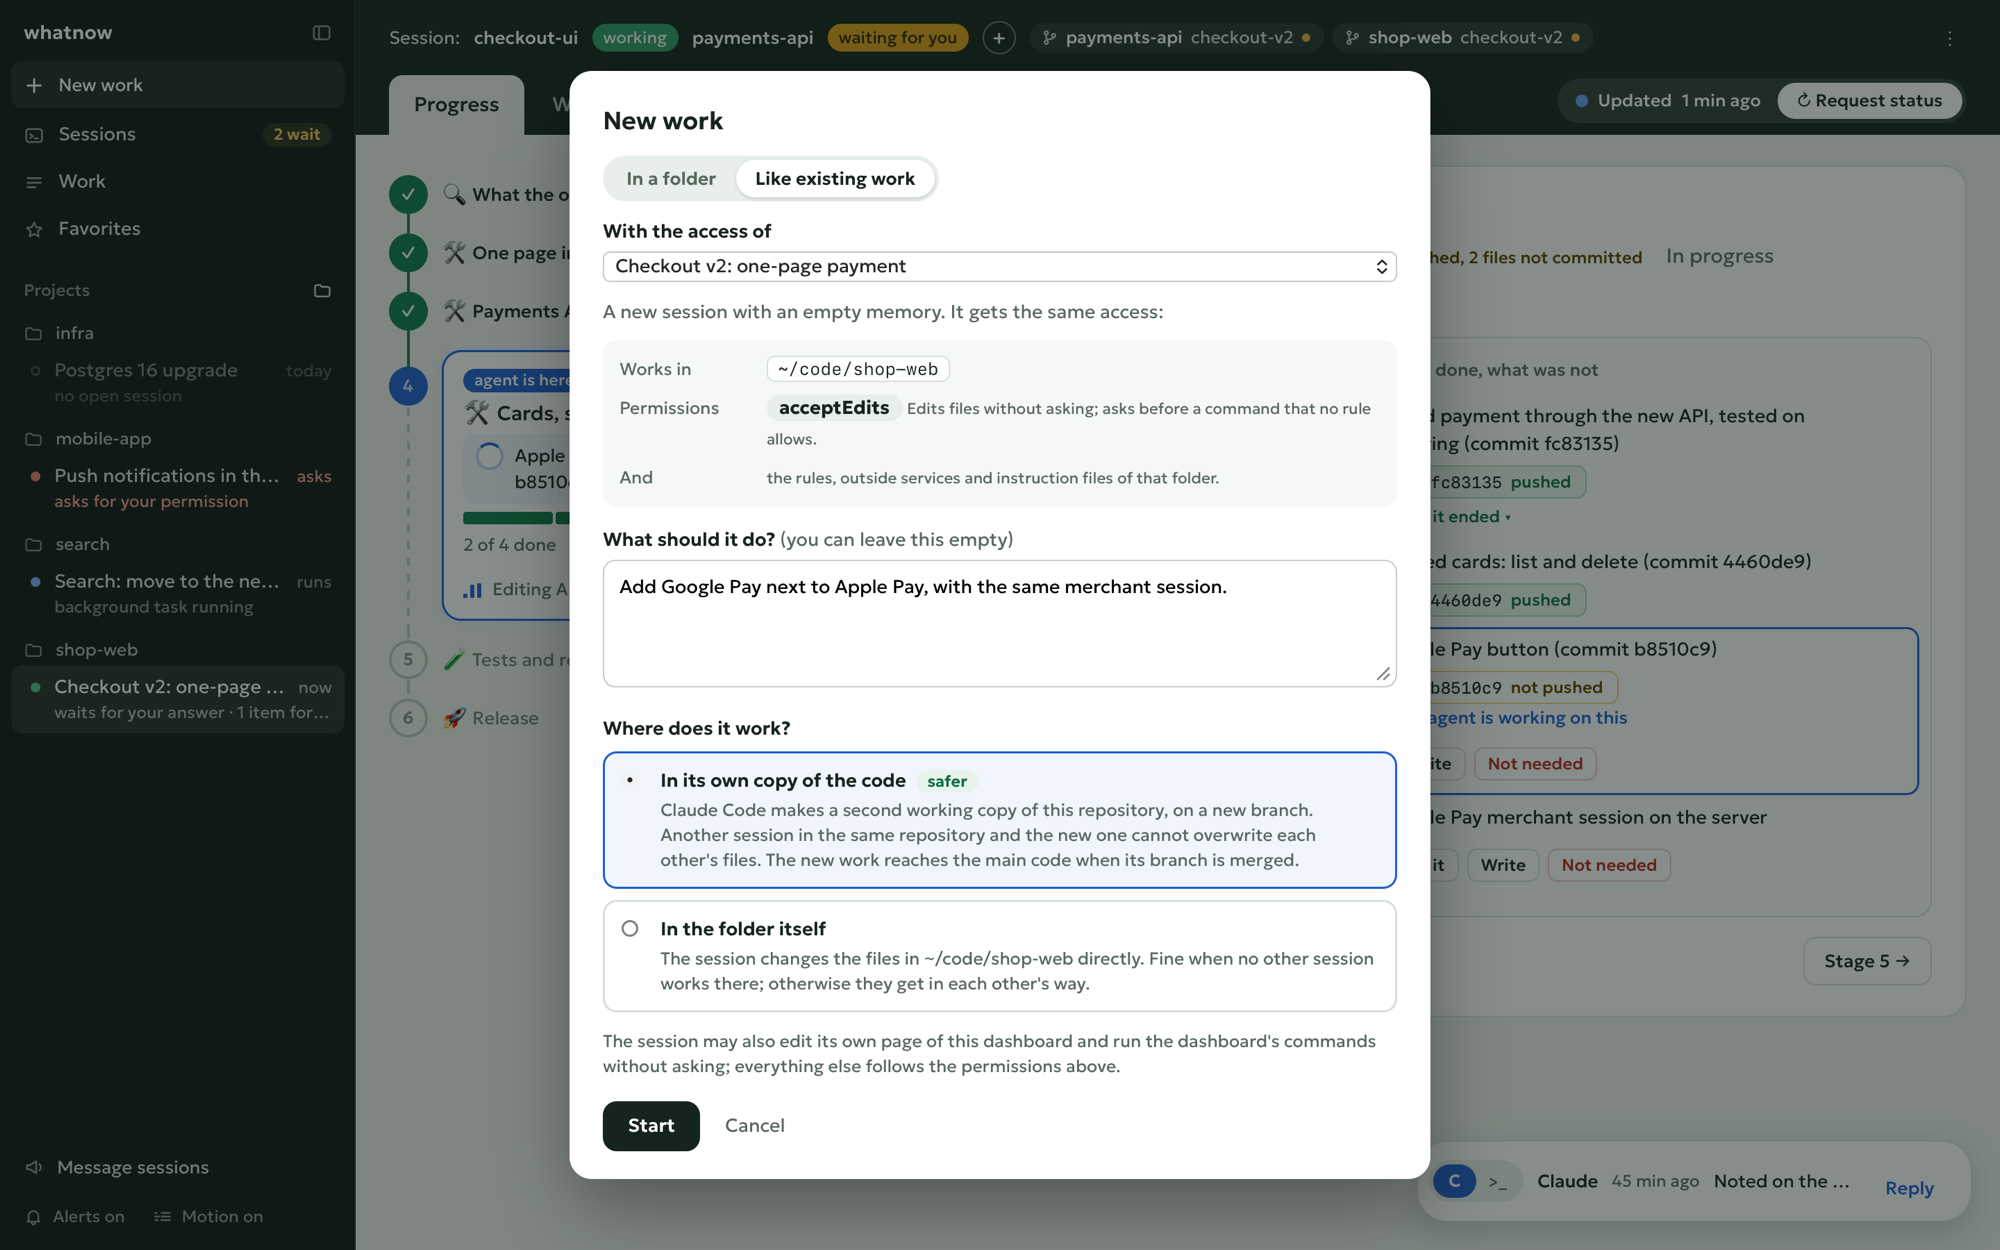 whatnow
New work
Sessions
2 wait
Work
Favorites
Projects
infra
Postgres 16 upgrade
today
no open session
mobile-app
Push notifications in th...
asks
asks for your permission
search
Search: move to the ne...
runs
background task running
shop-web
Checkout v2: one-page ...
now
waits for your answer · 1 item for...
Message sessions
Alerts on
Motion on
Session: checkout-ui working payments-api waiting for you + payments-api checkout-v2 shop-web checkout-v2
Progress
Updated 1 min ago
Request status
What the o
One page i
Payments
4
agent is here
Cards, s
Apple
b8510
2 of 4 done
Editing A
5
Tests and re
6
Release
New work
In a folder
Like existing work
With the access of
Checkout v2: one-page payment
A new session with an empty memory. It gets the same access:
Works in
~/code/shop-web
Permissions
acceptEdits Edits files without asking; asks before a command that no rule
allows.
And
the rules, outside services and instruction files of that folder.
What should it do? (you can leave this empty)
Add Google Pay next to Apple Pay, with the same merchant session.
Where does it work?
In its own copy of the code safer
Claude Code makes a second working copy of this repository, on a new branch.
Another session in the same repository and the new one cannot overwrite each
other's files. The new work reaches the main code when its branch is merged.
In the folder itself
The session changes the files in ~/code/shop-web directly. Fine when no other session
works there; otherwise they get in each other's way.
The session may also edit its own page of this dashboard and run the dashboard's commands
without asking; everything else follows the permissions above.
Start
Cancel
hed, 2 files not committed
In progress
done, what was not
d payment through the new API, tested on
ing (commit fc83135)
fc83135 pushed
it ended
ed cards: list and delete (commit 4460de9)
4460de9 pushed
le Pay button (commit b8510c9)
b8510c9 not pushed
agent is working on this
ite
Not needed
le Pay merchant session on the server
it
Write
Not needed
Stage 5 →
C
>_
Claude 45 min ago Noted on the ...
Reply